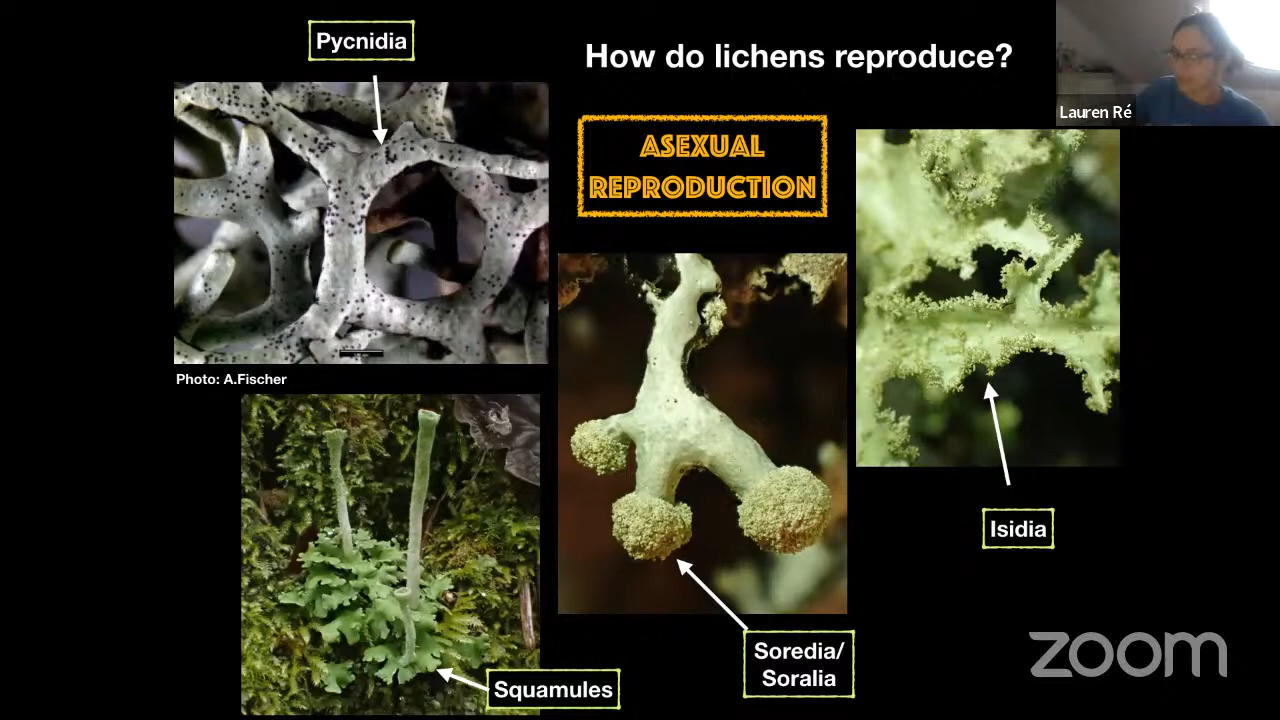 Pycnidia
How do lichens reproduce?
Lauren Ré
ASEXUAL
REPRODUCTION
Photo: A.Fischer
Isidia
Soredia/
Soralia
Squamules
zoom